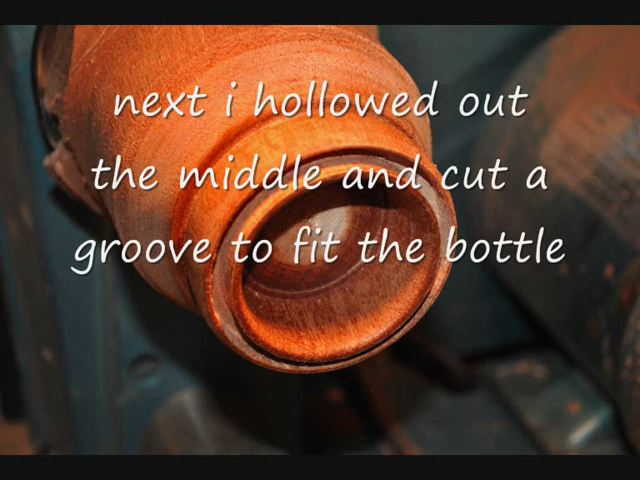 next i hollowed out
the middle and cut a
groove to fit the bottle